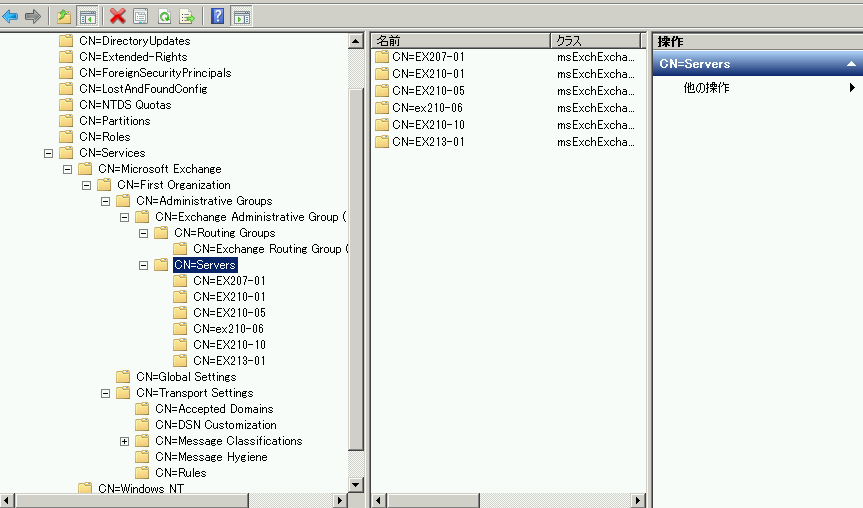 CN=DirectoryUpdates
CN=Extended-Rights
CN=ForeignSecurityPrincipals
CN=LostAndFoundConfig
CN=NTDS Quotas
CN=Partitions
CN=Roles
CN=Services
CN=Microsoft Exchange
CN=First Organization
CN=Administrative Groups
CN=Exchange Administrative Group (
CN=Routing Groups
CN=Exchange Routing Group (
CN=Servers
CN=EX207-01
CN=EX210-01
CN=EX210-05
CN=ex210-06
CN=EX210-10
CN=EX213-01
CN=Global Settings
CN=Transport Settings
CN=Accepted Domains
CN=DSN Customization
CN=Message Classifications
CN=Message Hygiene
CN=Rules
CN=Windows NT
名前 クラス
CN=EX207-01 msExchExcha...
CN=EX210-01 msExchExcha...
CN=EX210-05 msExchExcha...
CN=ex210-06 msExchExcha...
CN=EX210-10 msExchExcha...
CN=EX213-01 msExchExcha...
操作
CN=Servers
他の操作